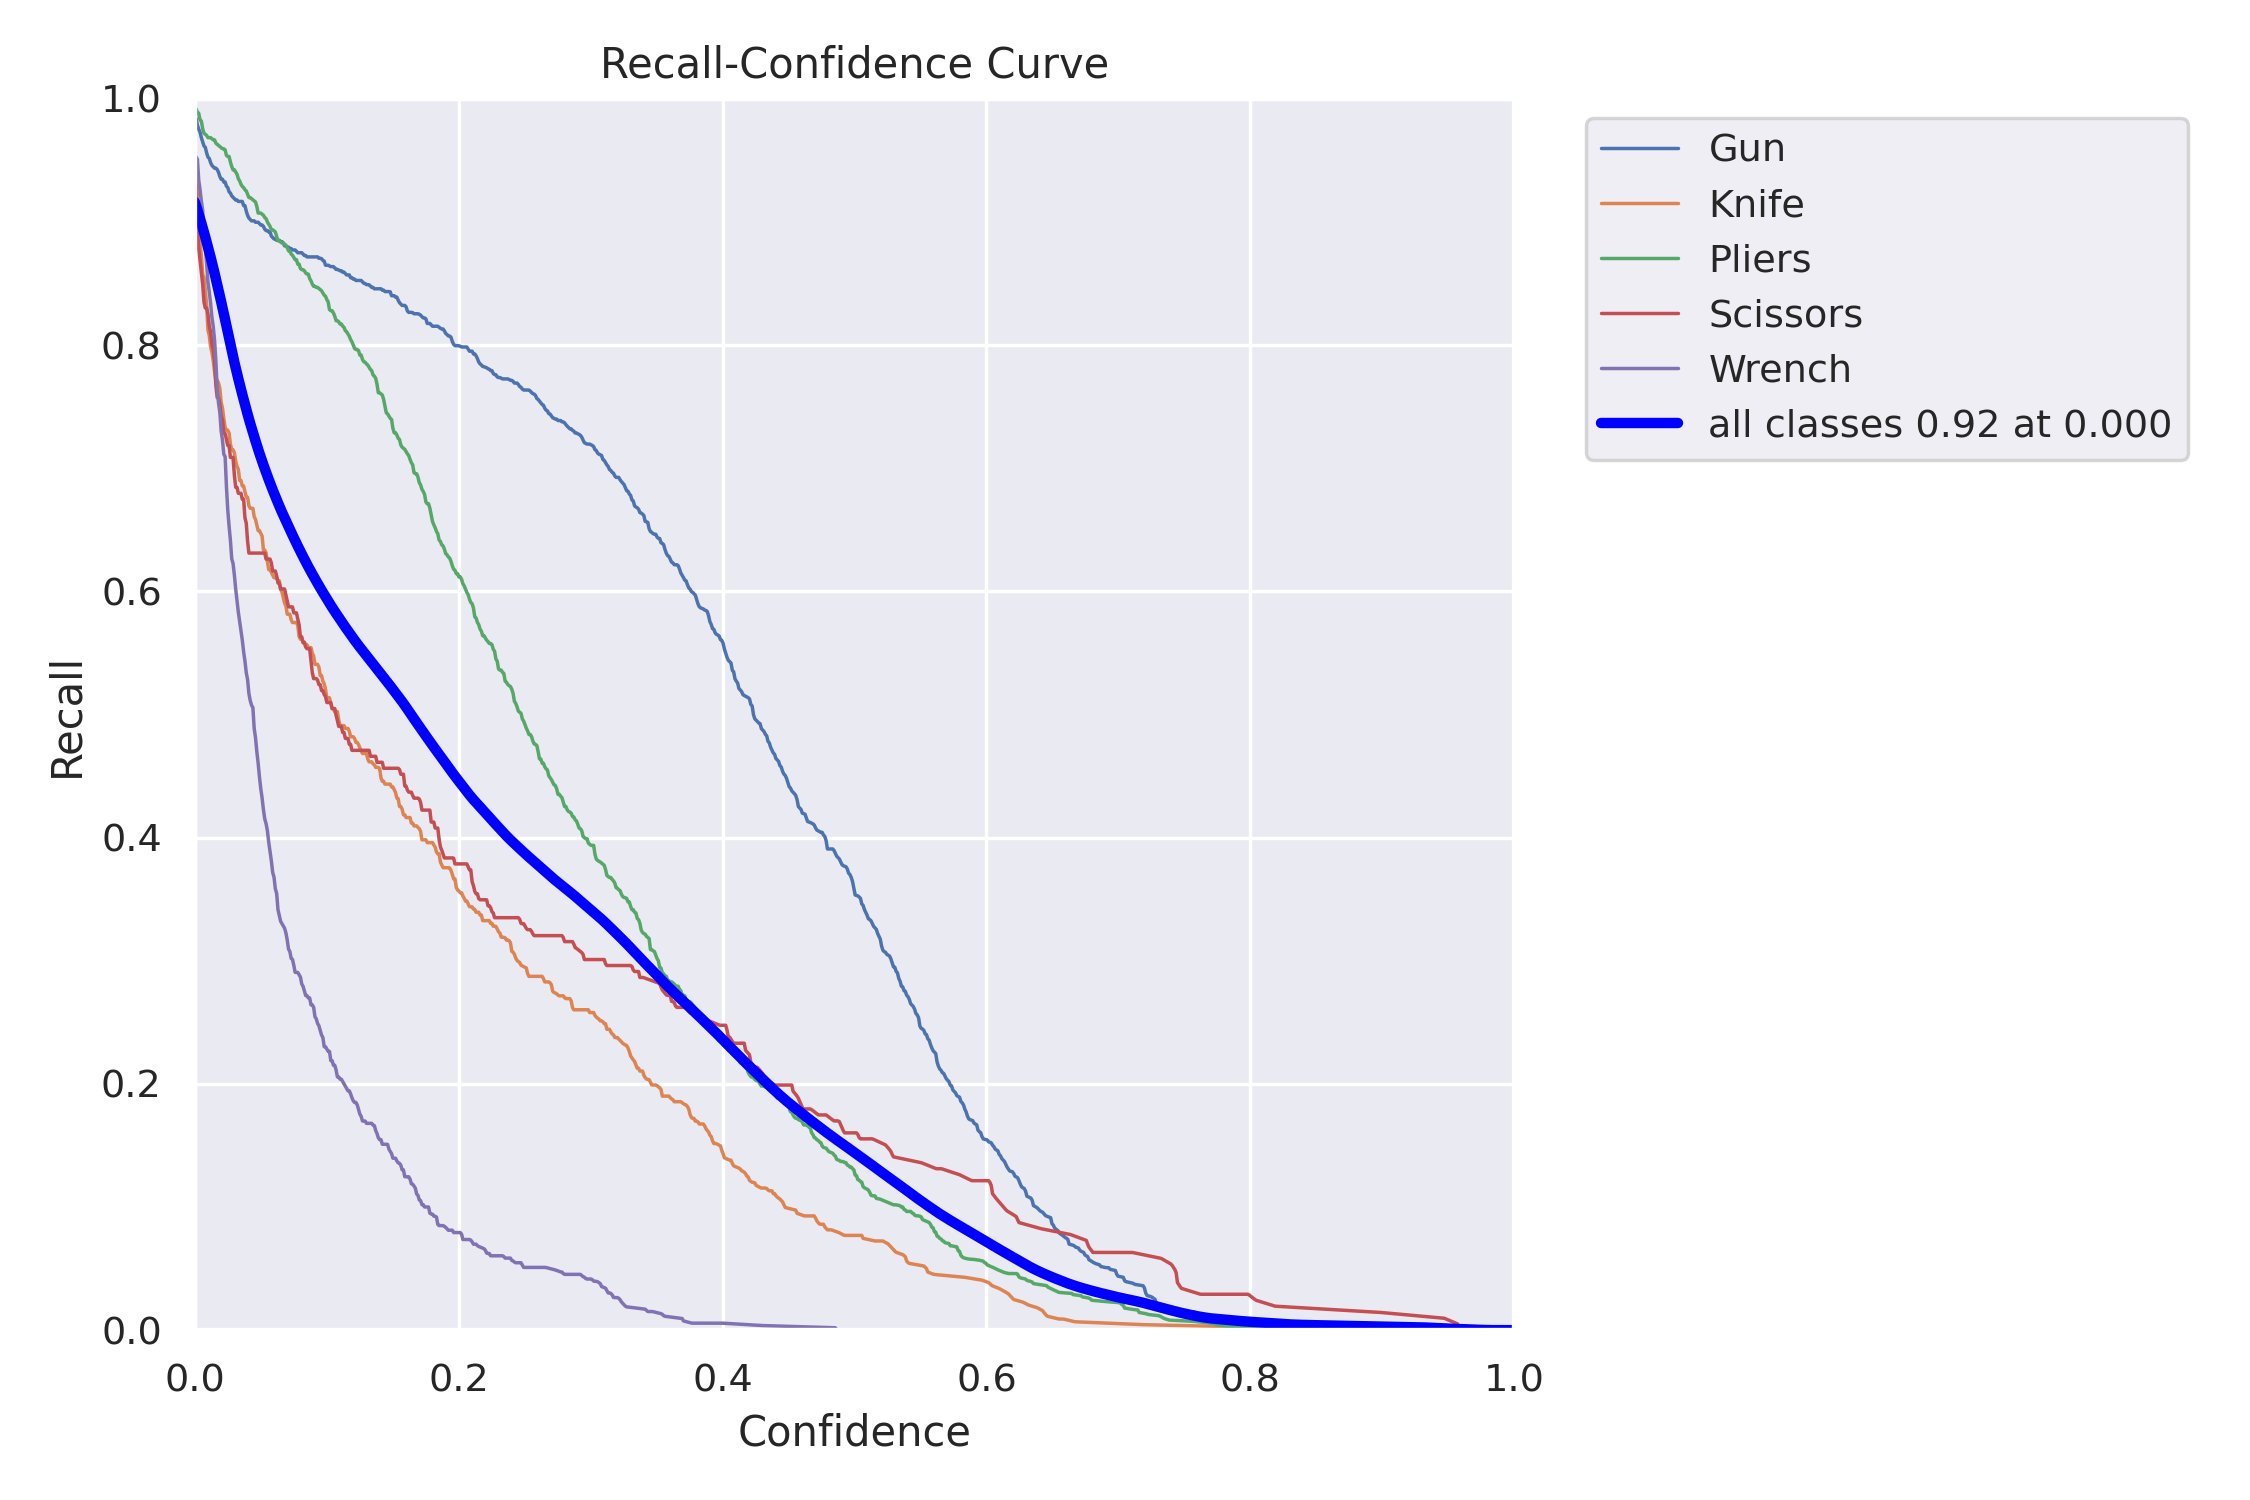 Recall-Confidence Curve
1.0
0.8
0.6
0.4
0.2
0.0
Recall
0.0 0.2 0.4 0.6 0.8 1.0
Confidence
Gun
Knife
Pliers
Scissors
Wrench
all classes 0.92 at 0.000